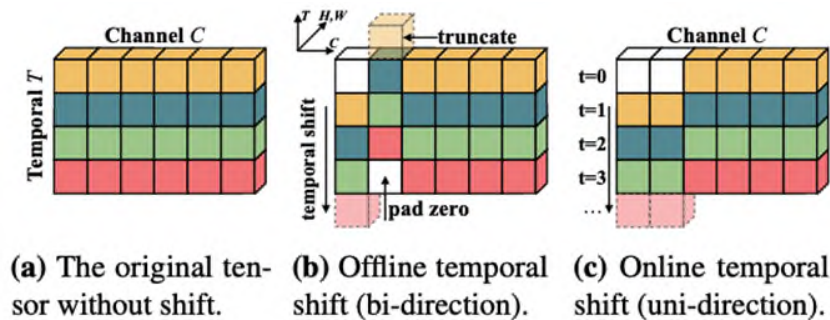 Channel C
Temporal T
T
H,W
C
truncate
temporal shift
pad zero
Channel C
t=0
t=1
t=2
t=3
...
(a) The original ten-
sor without shift.
(b) Offline temporal
shift (bi-direction).
(c) Online temporal
shift (uni-direction).